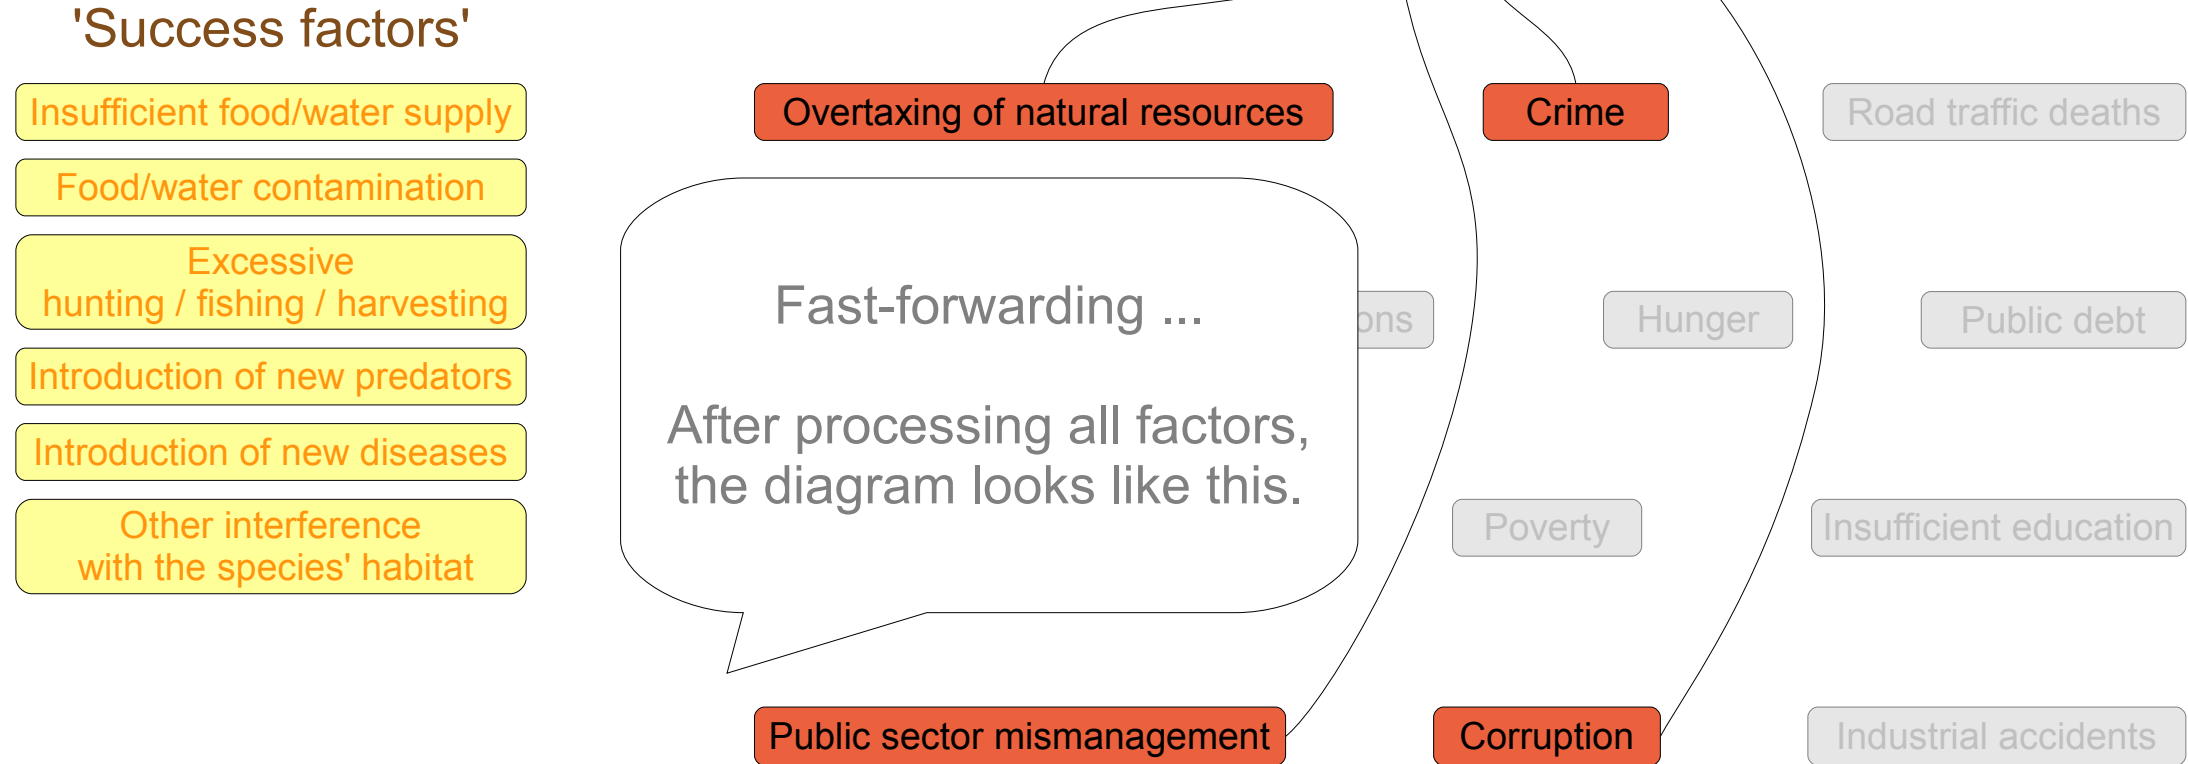 'Success factors'
Insufficient food/water supply
Food/water contamination
Excessive
hunting / fishing / harvesting
Introduction of new predators
Introduction of new diseases
Other interference
with the species' habitat
Overtaxing of natural resources
Crime
Road traffic deaths
Fast-forwarding ...
After processing all factors,
the diagram looks like this.
ons
Hunger
Public debt
Poverty
Insufficient education
Public sector mismanagement
Corruption
Industrial accidents